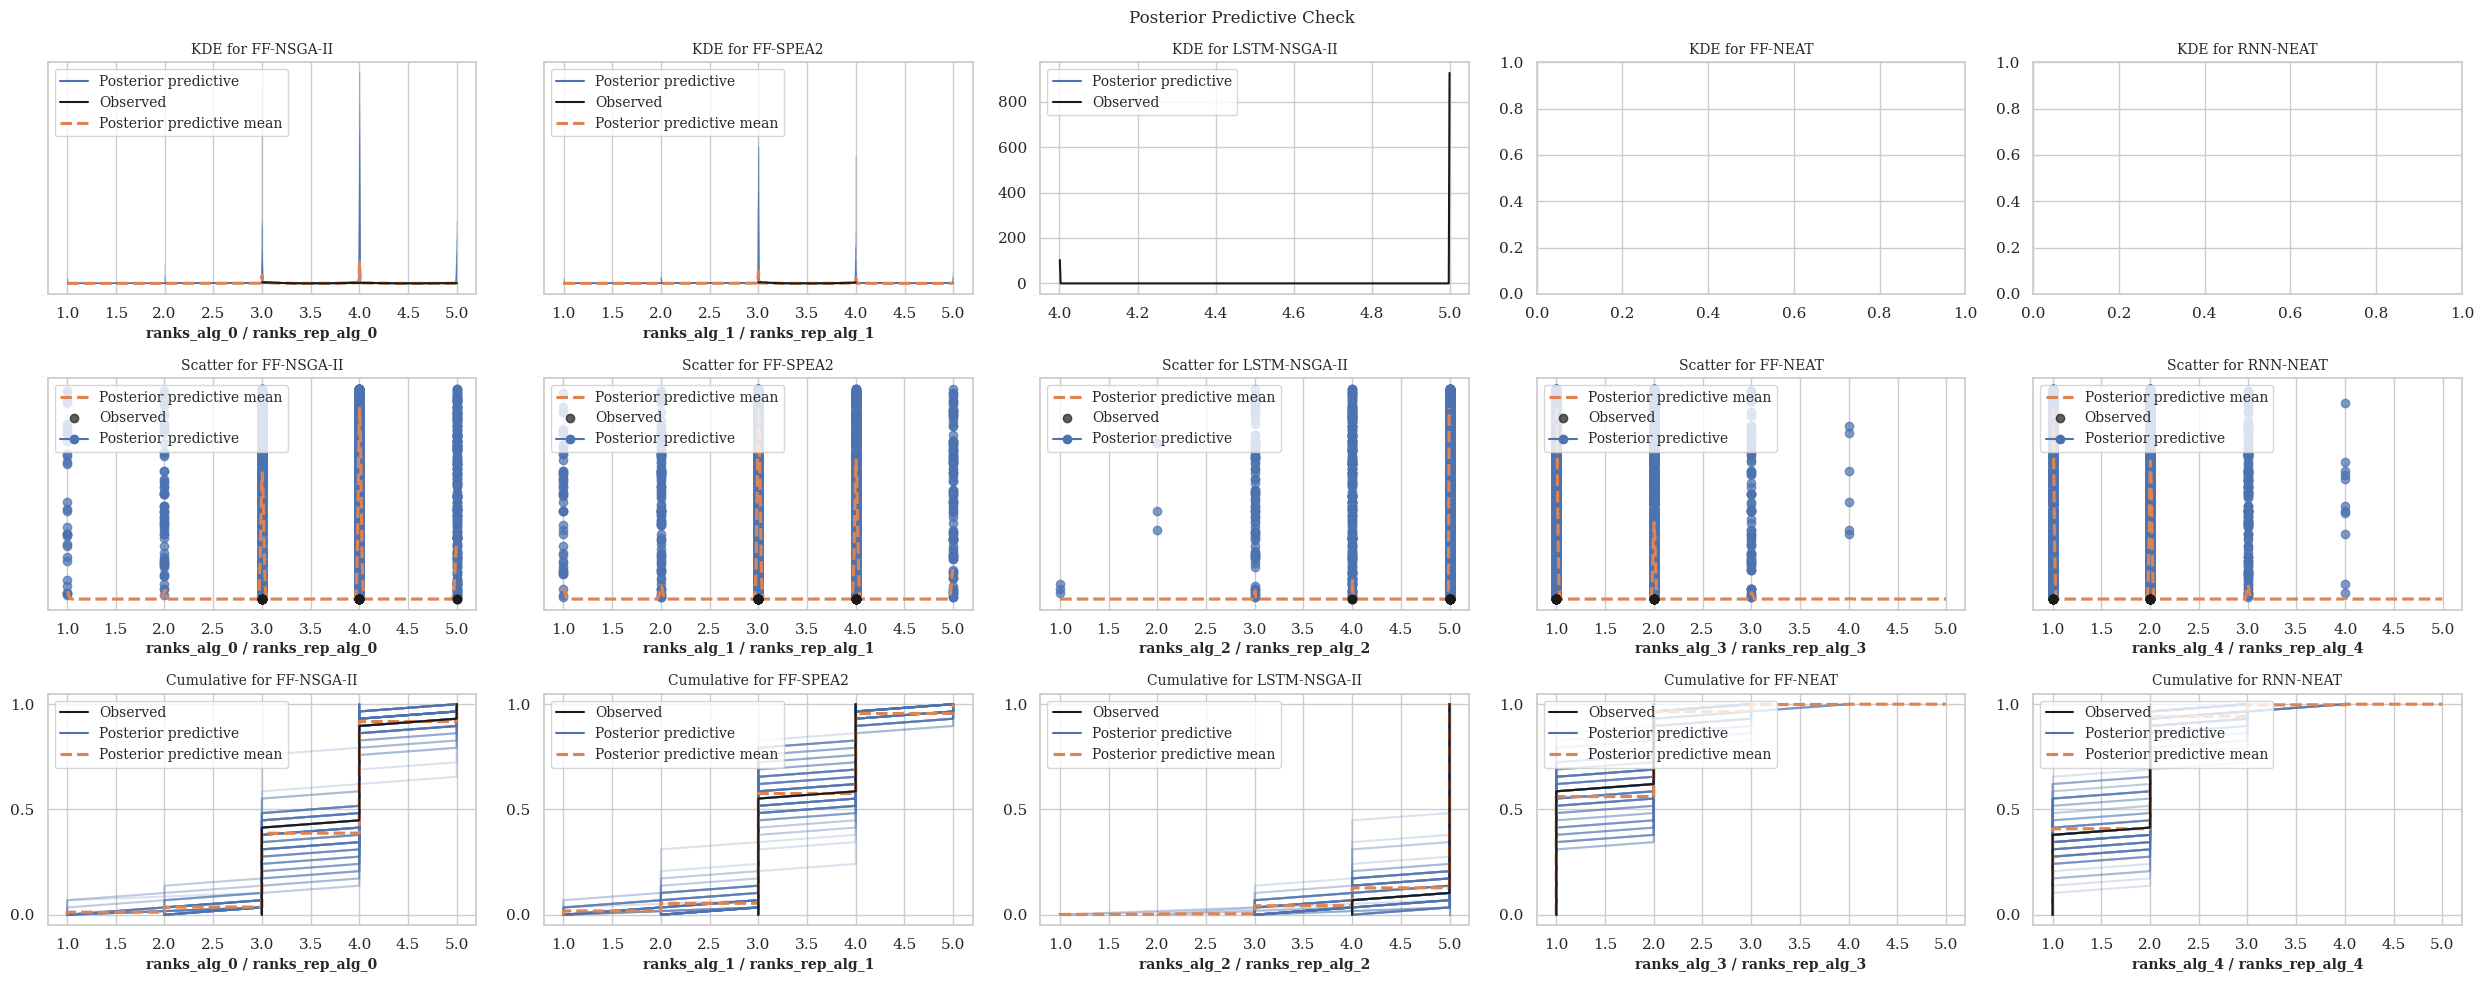 Posterior Predictive Check
KDE for FF-NSGA-II
Posterior predictive
Observed
Posterior predictive mean
1.0 1.5 2.0 2.5 3.0 3.5 4.0 4.5 5.0
ranks_alg_0 / ranks_rep_alg_0
KDE for FF-SPEA2
Posterior predictive
Observed
Posterior predictive mean
1.0 1.5 2.0 2.5 3.0 3.5 4.0 4.5 5.0
ranks_alg_1 / ranks_rep_alg_1
KDE for LSTM-NSGA-II
Posterior predictive
Observed
800
600
400
200
0
4.0 4.2 4.4 4.6 4.8 5.0
KDE for FF-NEAT
1.0
0.8
0.6
0.4
0.2
0.0
0.0 0.2 0.4 0.6 0.8 1.0
KDE for RNN-NEAT
1.0
0.8
0.6
0.4
0.2
0.0
0.0 0.2 0.4 0.6 0.8 1.0
Scatter for FF-NSGA-II
Posterior predictive mean
Observed
Posterior predictive
1.0 1.5 2.0 2.5 3.0 3.5 4.0 4.5 5.0
ranks_alg_0 / ranks_rep_alg_0
Scatter for FF-SPEA2
Posterior predictive mean
Observed
Posterior predictive
1.0 1.5 2.0 2.5 3.0 3.5 4.0 4.5 5.0
ranks_alg_1 / ranks_rep_alg_1
Scatter for LSTM-NSGA-II
Posterior predictive mean
Observed
Posterior predictive
1.0 1.5 2.0 2.5 3.0 3.5 4.0 4.5 5.0
ranks_alg_2 / ranks_rep_alg_2
Scatter for FF-NEAT
Posterior predictive mean
Observed
Posterior predictive
1.0 1.5 2.0 2.5 3.0 3.5 4.0 4.5 5.0
ranks_alg_3 / ranks_rep_alg_3
Scatter for RNN-NEAT
Posterior predictive mean
Observed
Posterior predictive
1.0 1.5 2.0 2.5 3.0 3.5 4.0 4.5 5.0
ranks_alg_4 / ranks_rep_alg_4
Cumulative for FF-NSGA-II
Observed
Posterior predictive
Posterior predictive mean
1.0
0.5
0.0
1.0 1.5 2.0 2.5 3.0 3.5 4.0 4.5 5.0
ranks_alg_0 / ranks_rep_alg_0
Cumulative for FF-SPEA2
Observed
Posterior predictive
Posterior predictive mean
1.0
0.5
0.0
1.0 1.5 2.0 2.5 3.0 3.5 4.0 4.5 5.0
ranks_alg_1 / ranks_rep_alg_1
Cumulative for LSTM-NSGA-II
Observed
Posterior predictive
Posterior predictive mean
1.0
0.5
0.0
1.0 1.5 2.0 2.5 3.0 3.5 4.0 4.5 5.0
ranks_alg_2 / ranks_rep_alg_2
Cumulative for FF-NEAT
Observed
Posterior predictive
Posterior predictive mean
1.0
0.5
0.0
1.0 1.5 2.0 2.5 3.0 3.5 4.0 4.5 5.0
ranks_alg_3 / ranks_rep_alg_3
Cumulative for RNN-NEAT
Observed
Posterior predictive
Posterior predictive mean
1.0
0.5
0.0
1.0 1.5 2.0 2.5 3.0 3.5 4.0 4.5 5.0
ranks_alg_4 / ranks_rep_alg_4